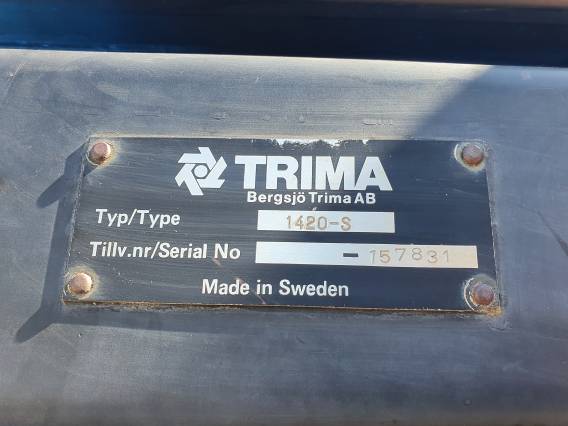 TRIMA
Bergsjö Trima AB
Typ/Type 1420-S
Tillv.nr/Serial No -157831
Made in Sweden